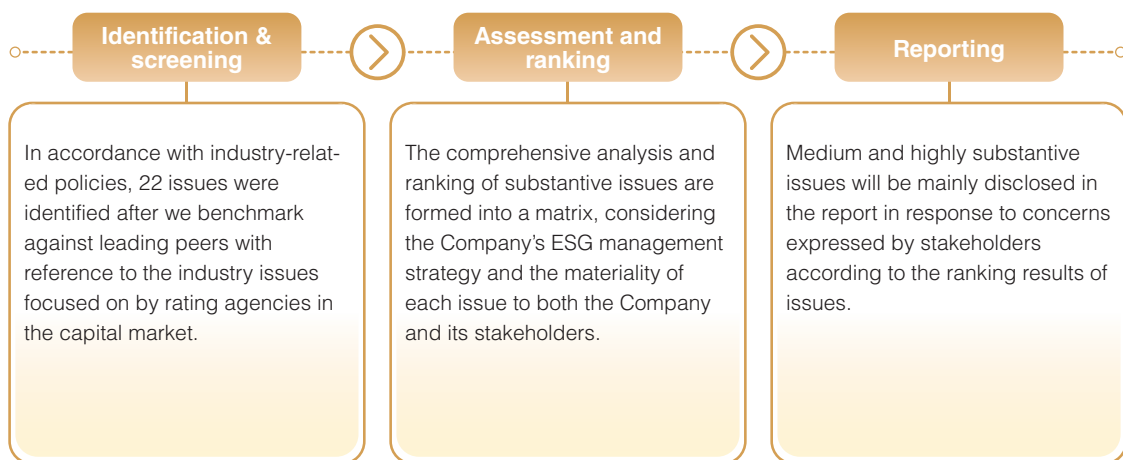 Identification &
screening
In accordance with industry-relat-
ed policies, 22 issues were
identified after we benchmark
against leading peers with
reference to the industry issues
focused on by rating agencies in
the capital market.
Assessment and
ranking
The comprehensive analysis and
ranking of substantive issues are
formed into a matrix, considering
the Company’s ESG management
strategy and the materiality of
each issue to both the Company
and its stakeholders.
Reporting
Medium and highly substantive
issues will be mainly disclosed in
the report in response to concerns
expressed by stakeholders
according to the ranking results of
issues.